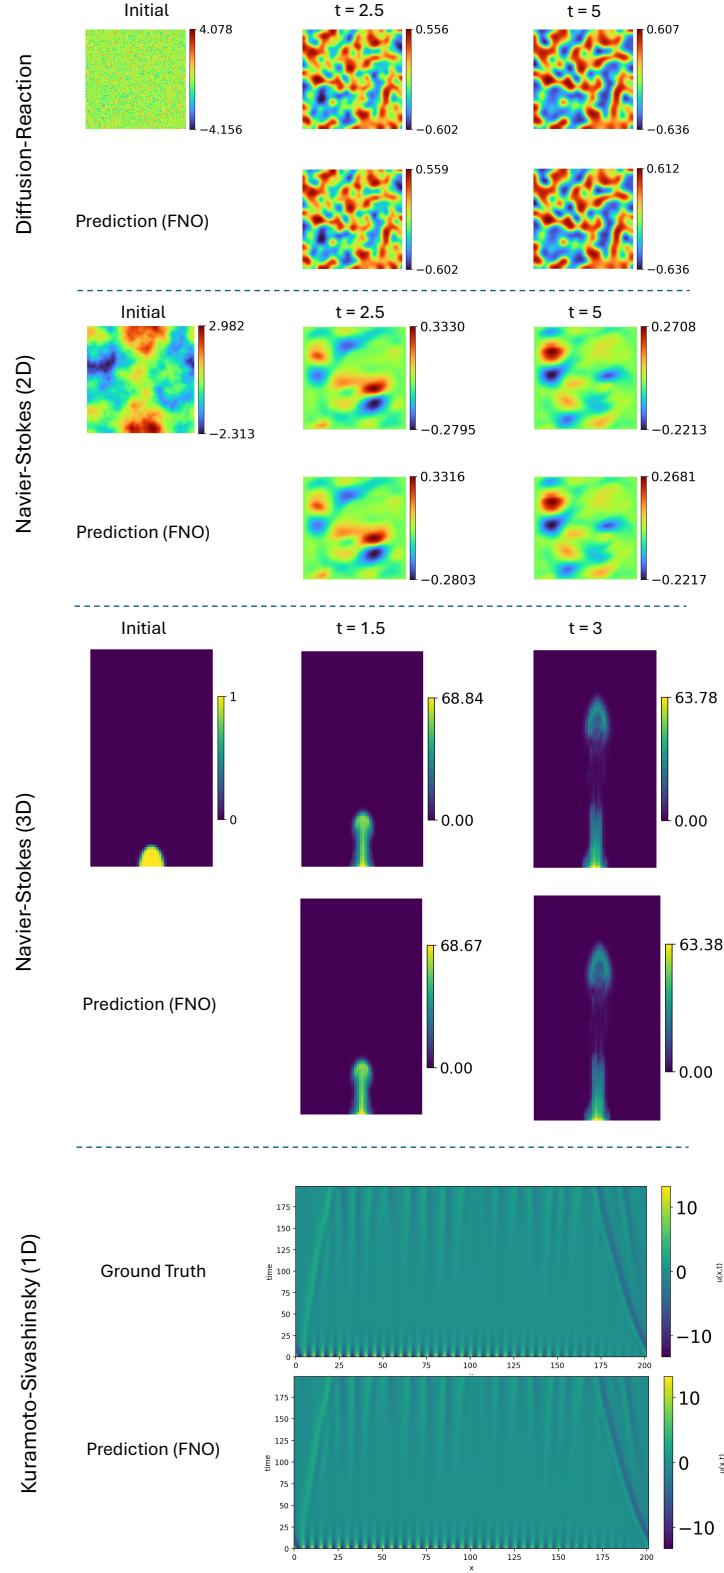 Diffusion-Reaction
Initial
t = 2.5
t = 5
4.078
−4.156
0.556
−0.602
0.607
−0.636
Prediction (FNO)
0.559
−0.602
0.612
−0.636
Navier-Stokes (2D)
Initial
t = 2.5
t = 5
2.982
−2.313
0.3330
−0.2795
0.2708
−0.2213
Prediction (FNO)
0.3316
−0.2803
0.2681
−0.2217
Navier-Stokes (3D)
Initial
t = 1.5
t = 3
1
0
68.84
0.00
63.78
0.00
Prediction (FNO)
68.67
0.00
63.38
0.00
Kuramoto-Sivashinsky (1D)
Ground Truth
time
175
150
125
100
75
50
25
0
0 25 50 75 100 125 150 175 200
10
0
−10
u(x,t)
Prediction (FNO)
time
175
150
125
100
75
50
25
0
0 25 50 75 100 125 150 175 200
x
10
0
−10
u(x,t)